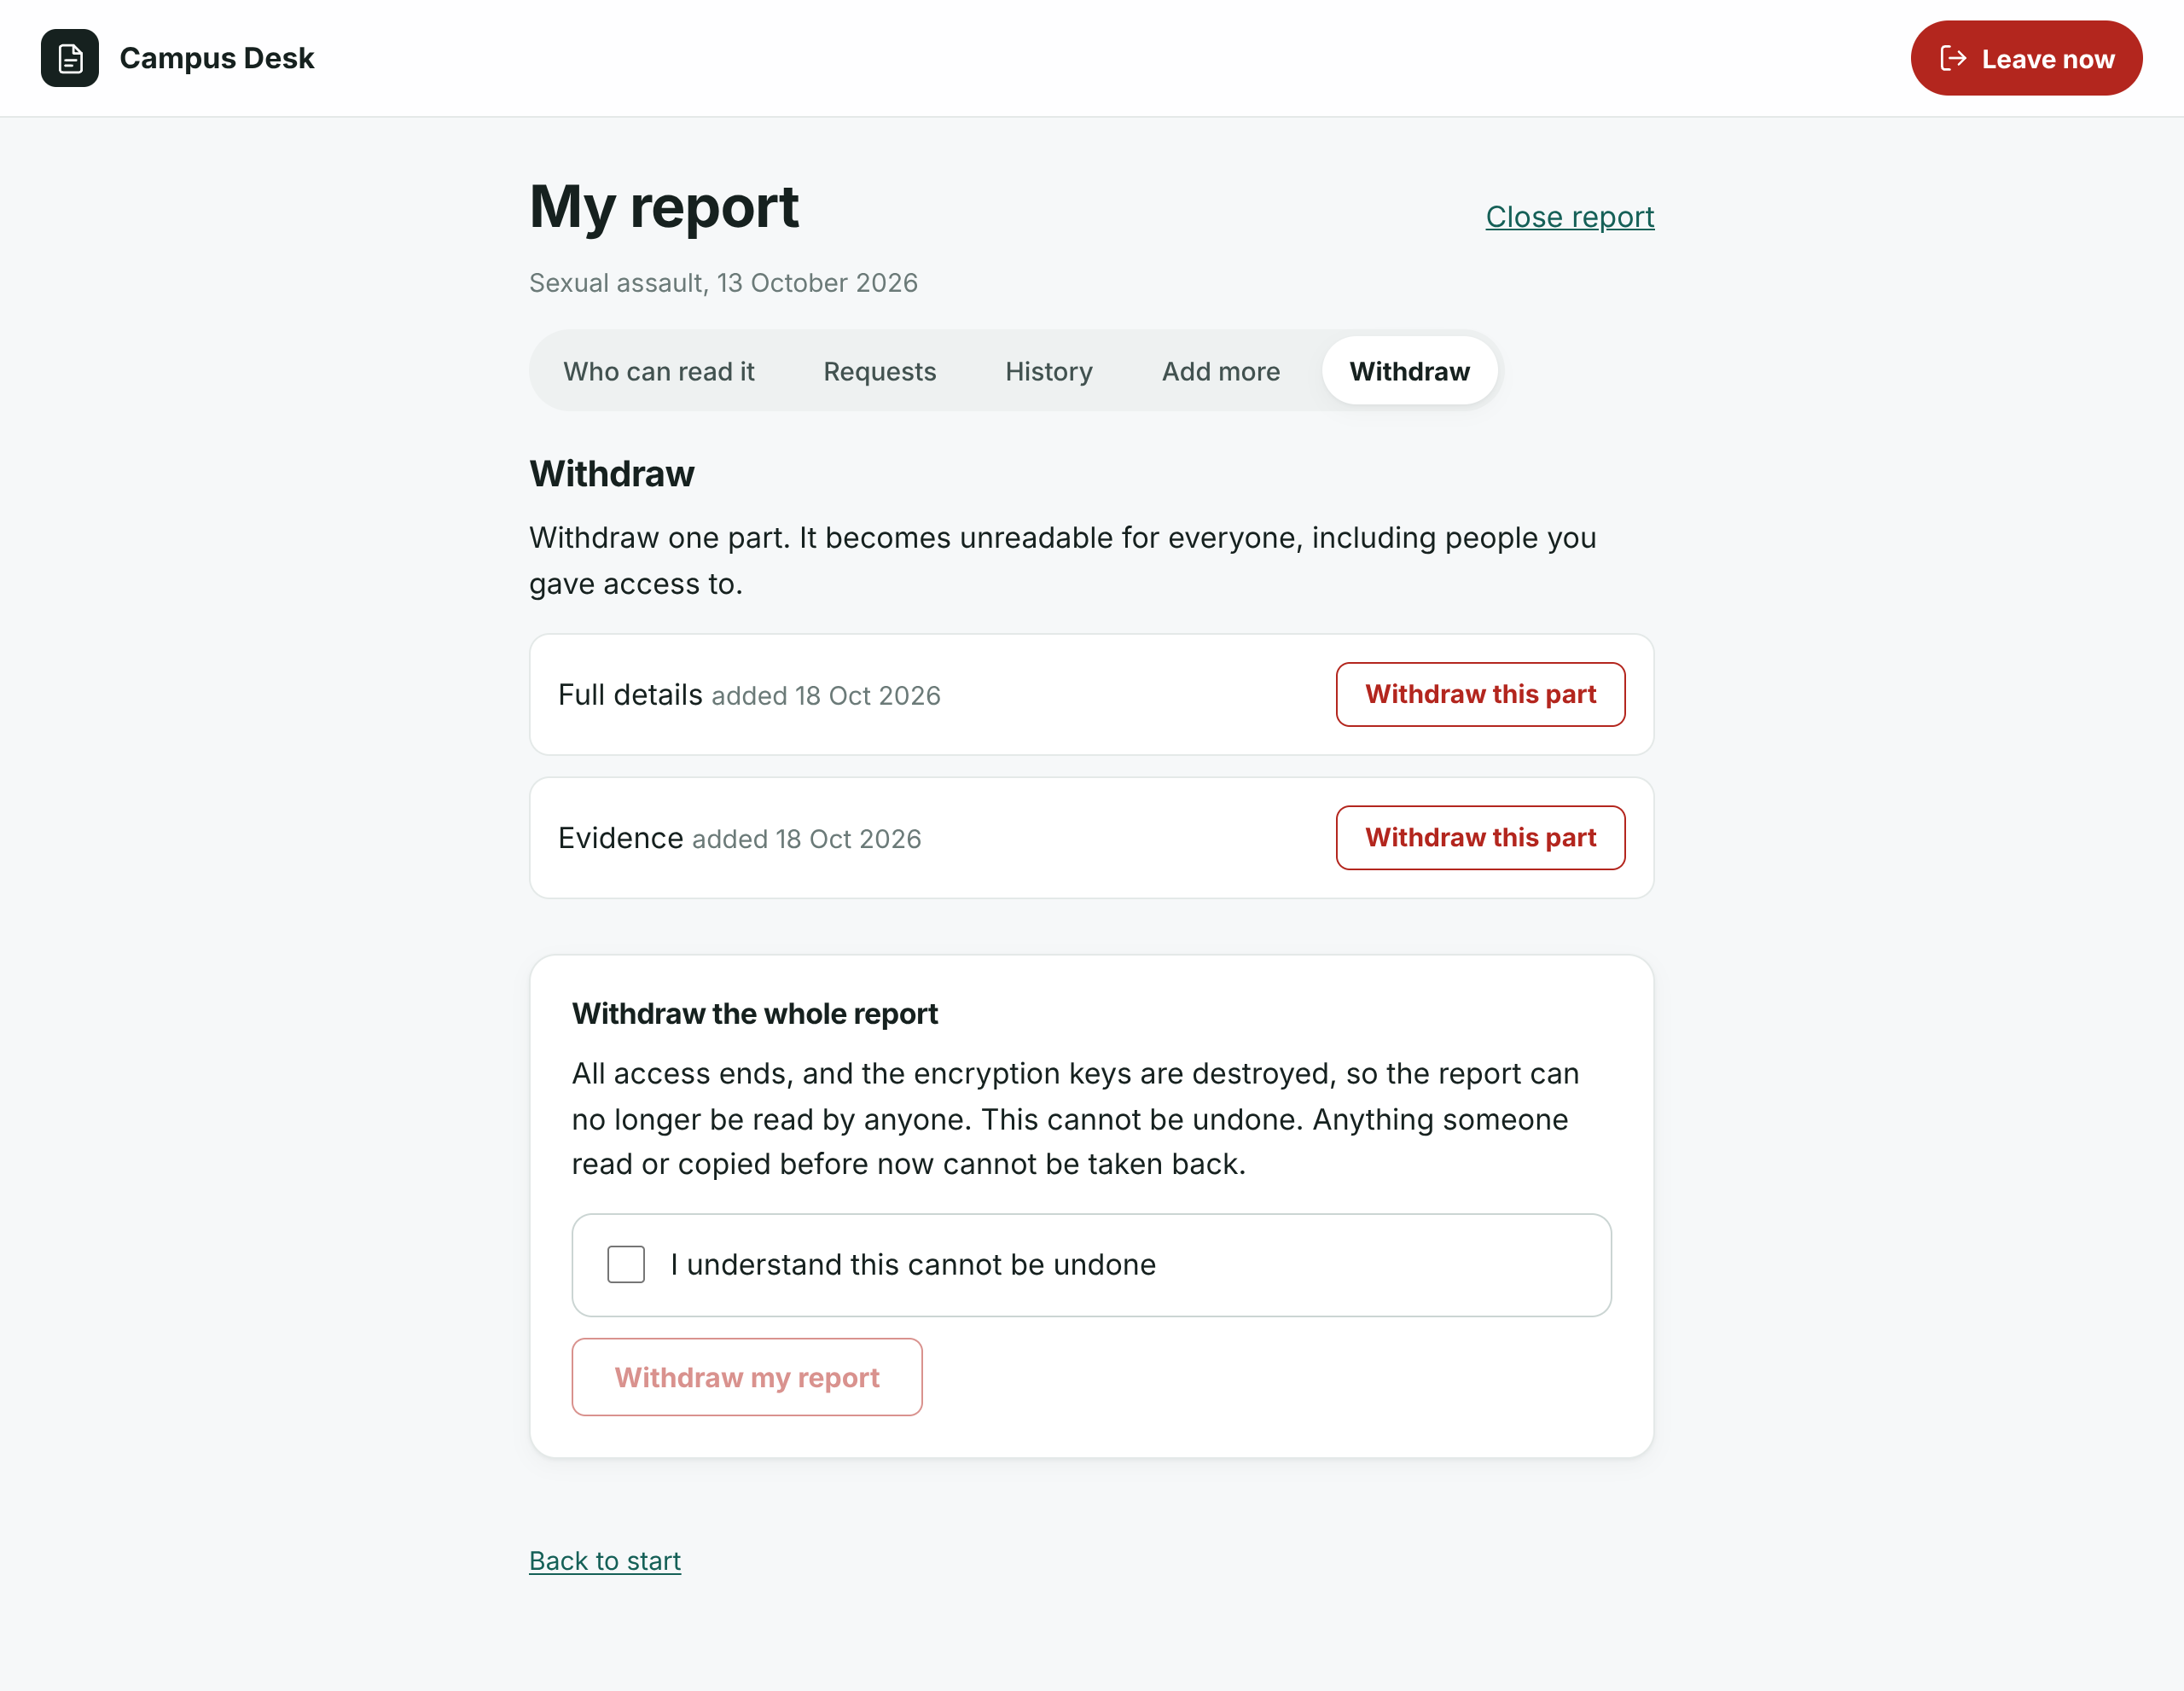 Campus Desk
Leave now
My report
Close report
Sexual assault, 13 October 2026
Who can read it
Requests
History
Add more
Withdraw
Withdraw
Withdraw one part. It becomes unreadable for everyone, including people you
gave access to.
Full details added 18 Oct 2026
Withdraw this part
Evidence added 18 Oct 2026
Withdraw this part
Withdraw the whole report
All access ends, and the encryption keys are destroyed, so the report can
no longer be read by anyone. This cannot be undone. Anything someone
read or copied before now cannot be taken back.
I understand this cannot be undone
Withdraw my report
Back to start